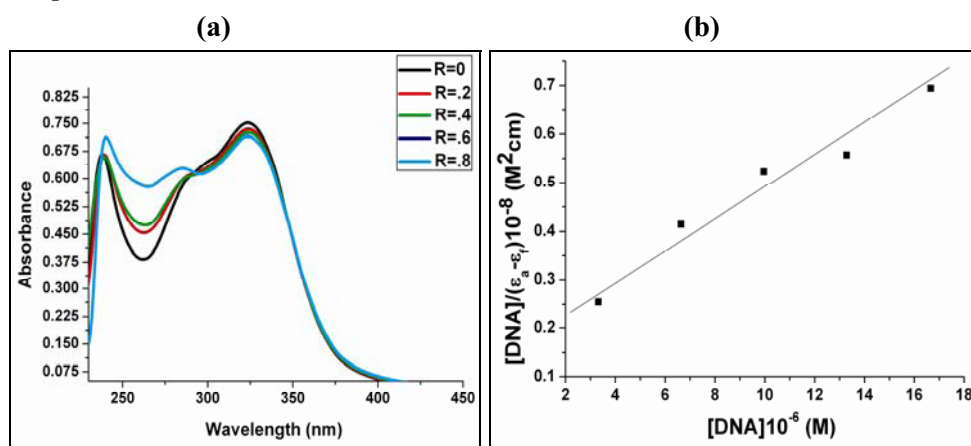 (a)
R=0
R=.2
R=.4
R=.6
R=.8
0.825
0.750
0.675
0.600
0.525
0.450
0.375
0.300
0.225
0.150
0.075
Absorbance
250 300 350 400 450
Wavelength (nm)
(b)
0.7
0.6
0.5
0.4
0.3
0.2
0.1
[DNA]/(εa-εf)10-8 (M2cm)
2 4 6 8 10 12 14 16 18
[DNA]10-6 (M)